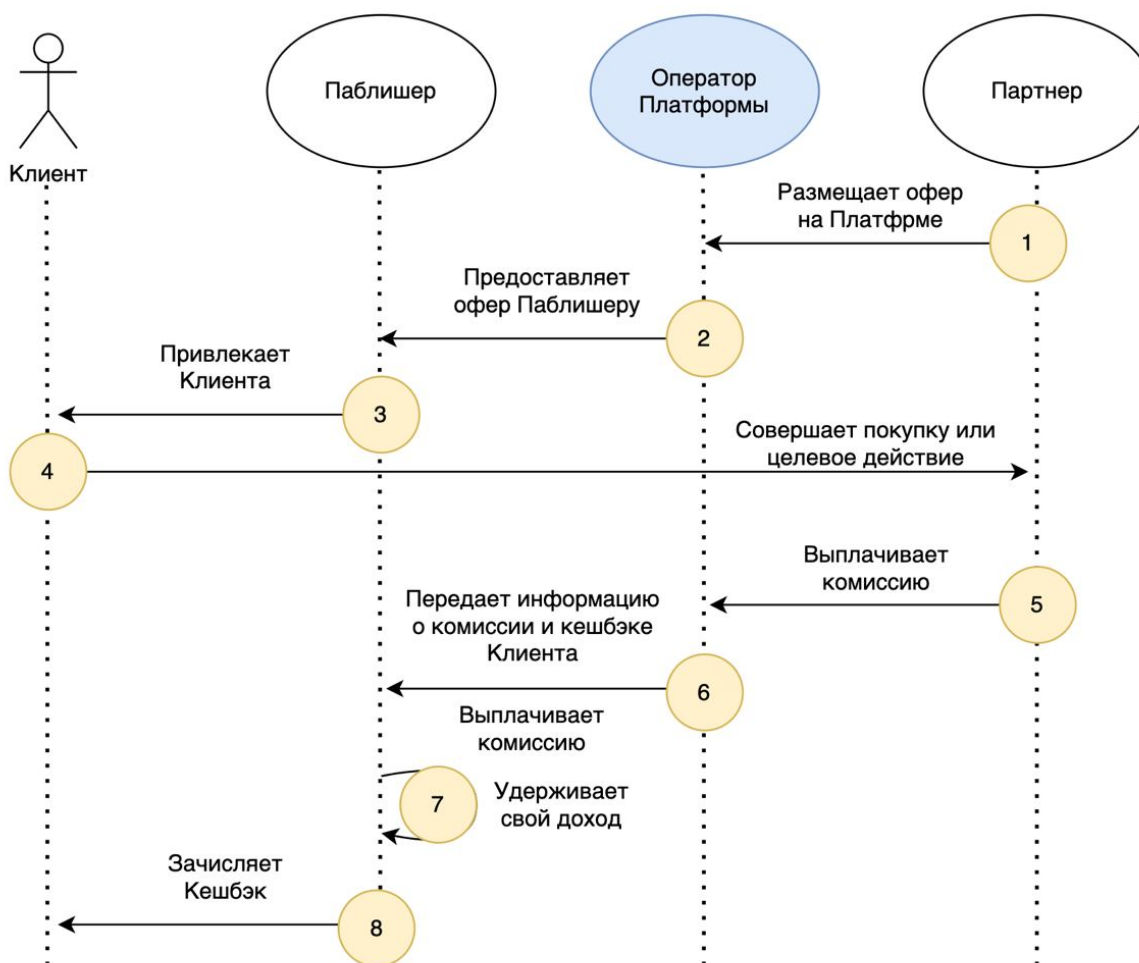 Клиент
Паблишер
Оператор
Платформы
Партнер
Размещает офер
на Платфрме
1
Предоставляет
офер Паблишеру
2
Привлекает
Клиента
3
4
Совершает покупку или
целевое действие
Выплачивает
комиссию
5
Передает информацию
о комиссии и кешбэке
Клиента
6
Выплачивает
комиссию
7
Удерживает
свой доход
Зачисляет
Кешбэк
8